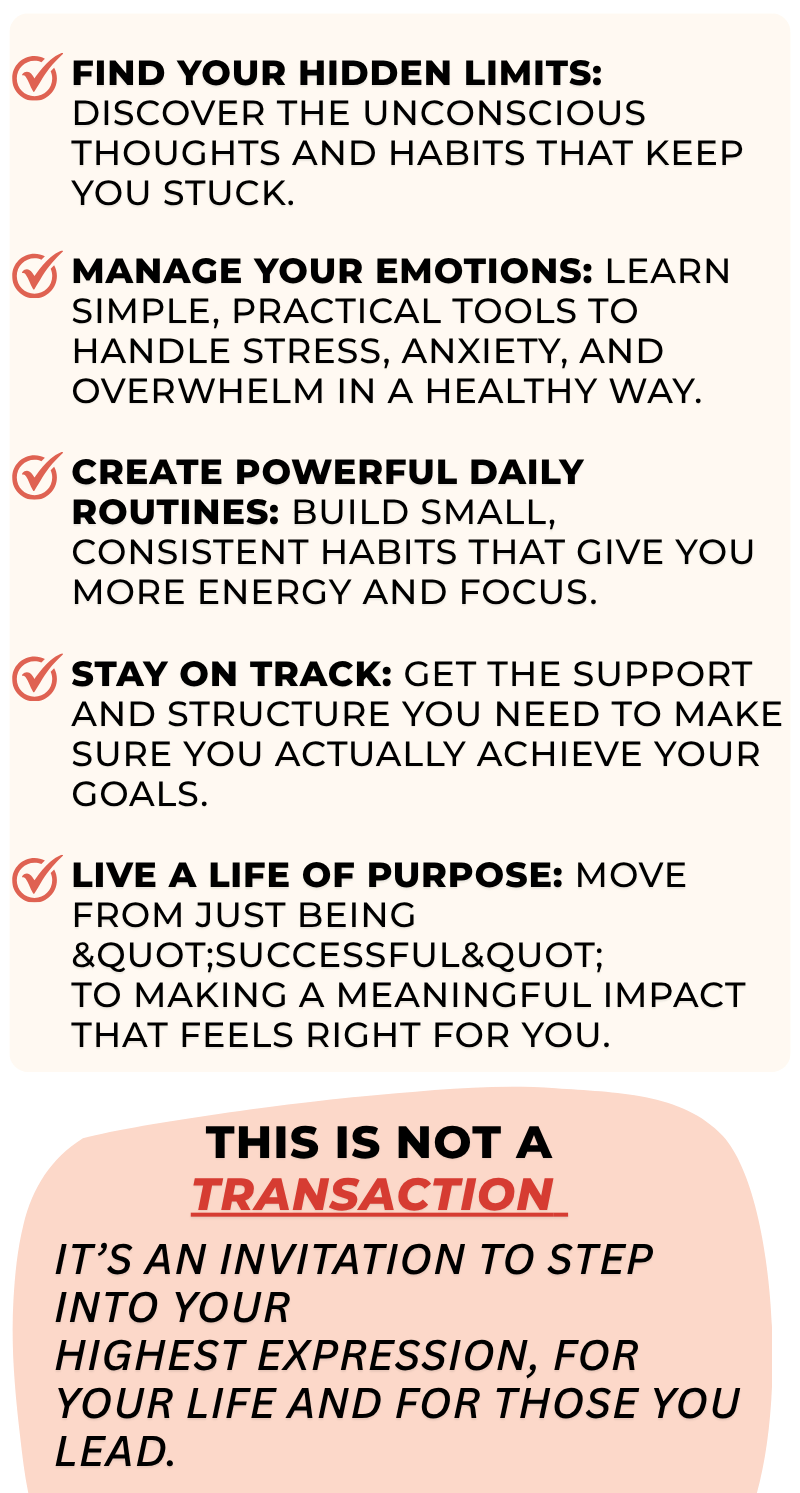 FIND YOUR HIDDEN LIMITS:
DISCOVER THE UNCONSCIOUS
THOUGHTS AND HABITS THAT KEEP
YOU STUCK.
MANAGE YOUR EMOTIONS: LEARN
SIMPLE, PRACTICAL TOOLS TO
HANDLE STRESS, ANXIETY, AND
OVERWHELM IN A HEALTHY WAY.
CREATE POWERFUL DAILY
ROUTINES: BUILD SMALL,
CONSISTENT HABITS THAT GIVE YOU
MORE ENERGY AND FOCUS.
STAY ON TRACK: GET THE SUPPORT
AND STRUCTURE YOU NEED TO MAKE
SURE YOU ACTUALLY ACHIEVE YOUR
GOALS.
LIVE A LIFE OF PURPOSE: MOVE
FROM JUST BEING
&QUOT;SUCCESSFUL&QUOT;
TO MAKING A MEANINGFUL IMPACT
THAT FEELS RIGHT FOR YOU.
THIS IS NOT A
TRANSACTION
IT’S AN INVITATION TO STEP
INTO YOUR
HIGHEST EXPRESSION, FOR
YOUR LIFE AND FOR THOSE YOU
LEAD.